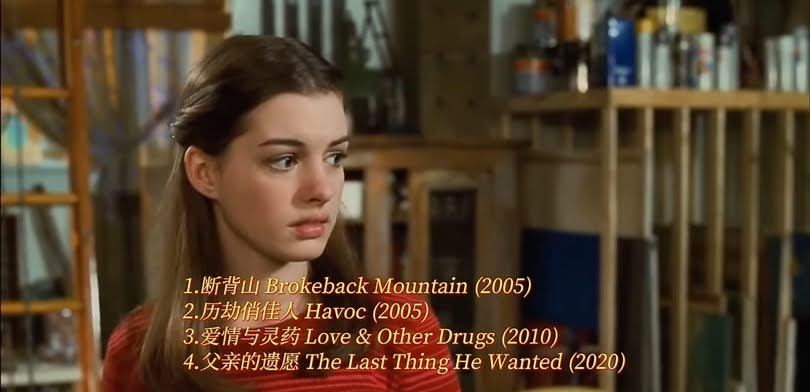 1.断背山 Brokeback Mountain (2005)
2.历劫俏佳人 Havoc (2005)
3.爱情与灵药 Love & Other Drugs (2010)
4.父亲的遗愿 The Last Thing He Wanted (2020)